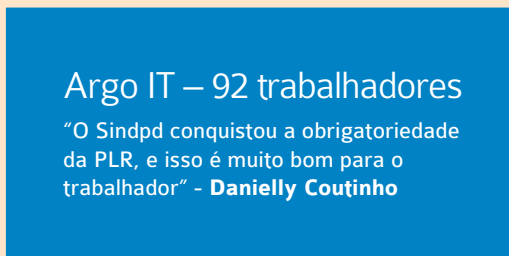 Argo IT – 92 trabalhadores
“O Sindpd conquistou a obrigatoriedade
da PLR, e isso é muito bom para o
trabalhador” - Danielly Coutinho